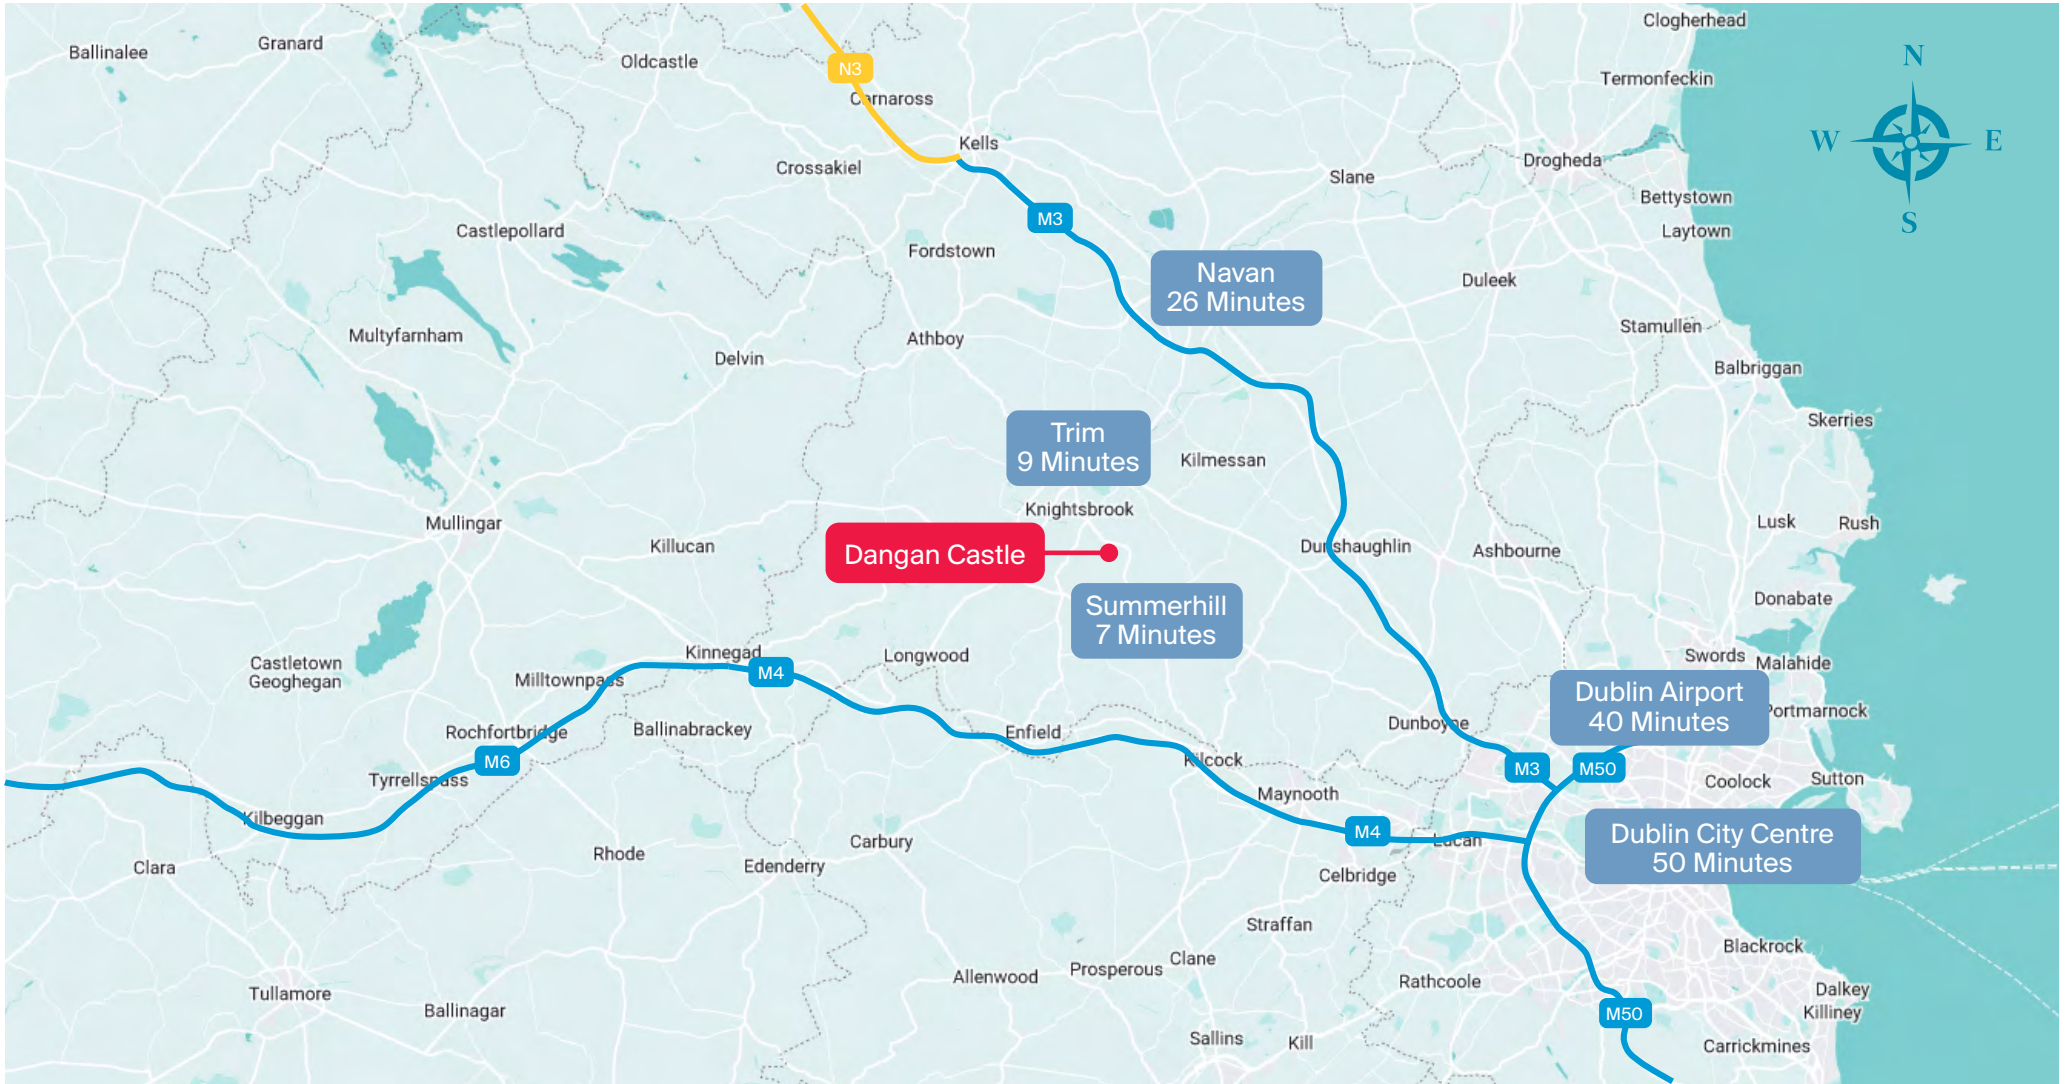 Clogherhead
Granard
Ballinalee
Oldcastle
N
N3
Termonfeckin
Carnaross
W
E
Kells
Drogheda
Crossakiel
Slane
Bettystown
M3
S
Castlepollard
Laytown
Fordstown
Navan
26 Minutes
Duleek
Stamullen
Multyfarnham
Athboy
Delvin
Balbriggan
Skerries
Trim
9 Minutes
Kilmessan
Knightsbrook
Mullingar
Lusk
Rush
Killucan
Dangan Castle
Dunshaughlin
Ashbourne
Donabate
Summerhill
7 Minutes
Kinnegad
Longwood
Swords
Malahide
Castletown
Geoghegan
M4
Milltownpass
Dublin Airport
40 Minutes
Portmarnock
Dunboyne
Rochfortbridge
Ballinabrackey
Enfield
M6
Kilcock
M3
M50
Tyrrellspass
Coolock
Sutton
Maynooth
Kilbeggan
M4
Lucan
Dublin City Centre
50 Minutes
Carbury
Rhode
Clara
Edenderry
Celbridge
Straffan
Blackrock
Clane
Prosperous
Allenwood
Rathcoole
Tullamore
Dalkey
Ballinagar
Killiney
M50
Sallins
Kill
Carrickmines